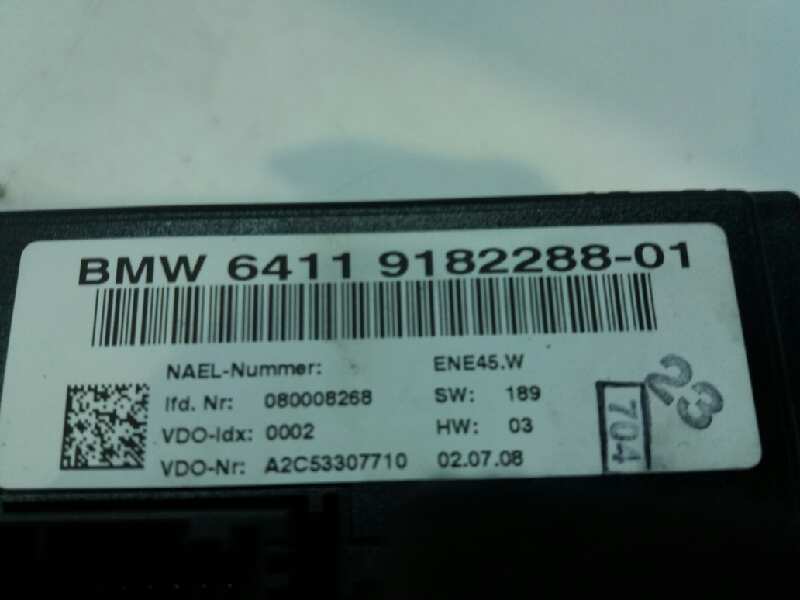 BMW 6411 9182288-01
NAEL-Nummer: ENE45.W
lfd. Nr: 080008268 SW: 189
VDO-Idx: 0002 HW: 03
VDO-Nr: A2C53307710 02.07.08
704
23